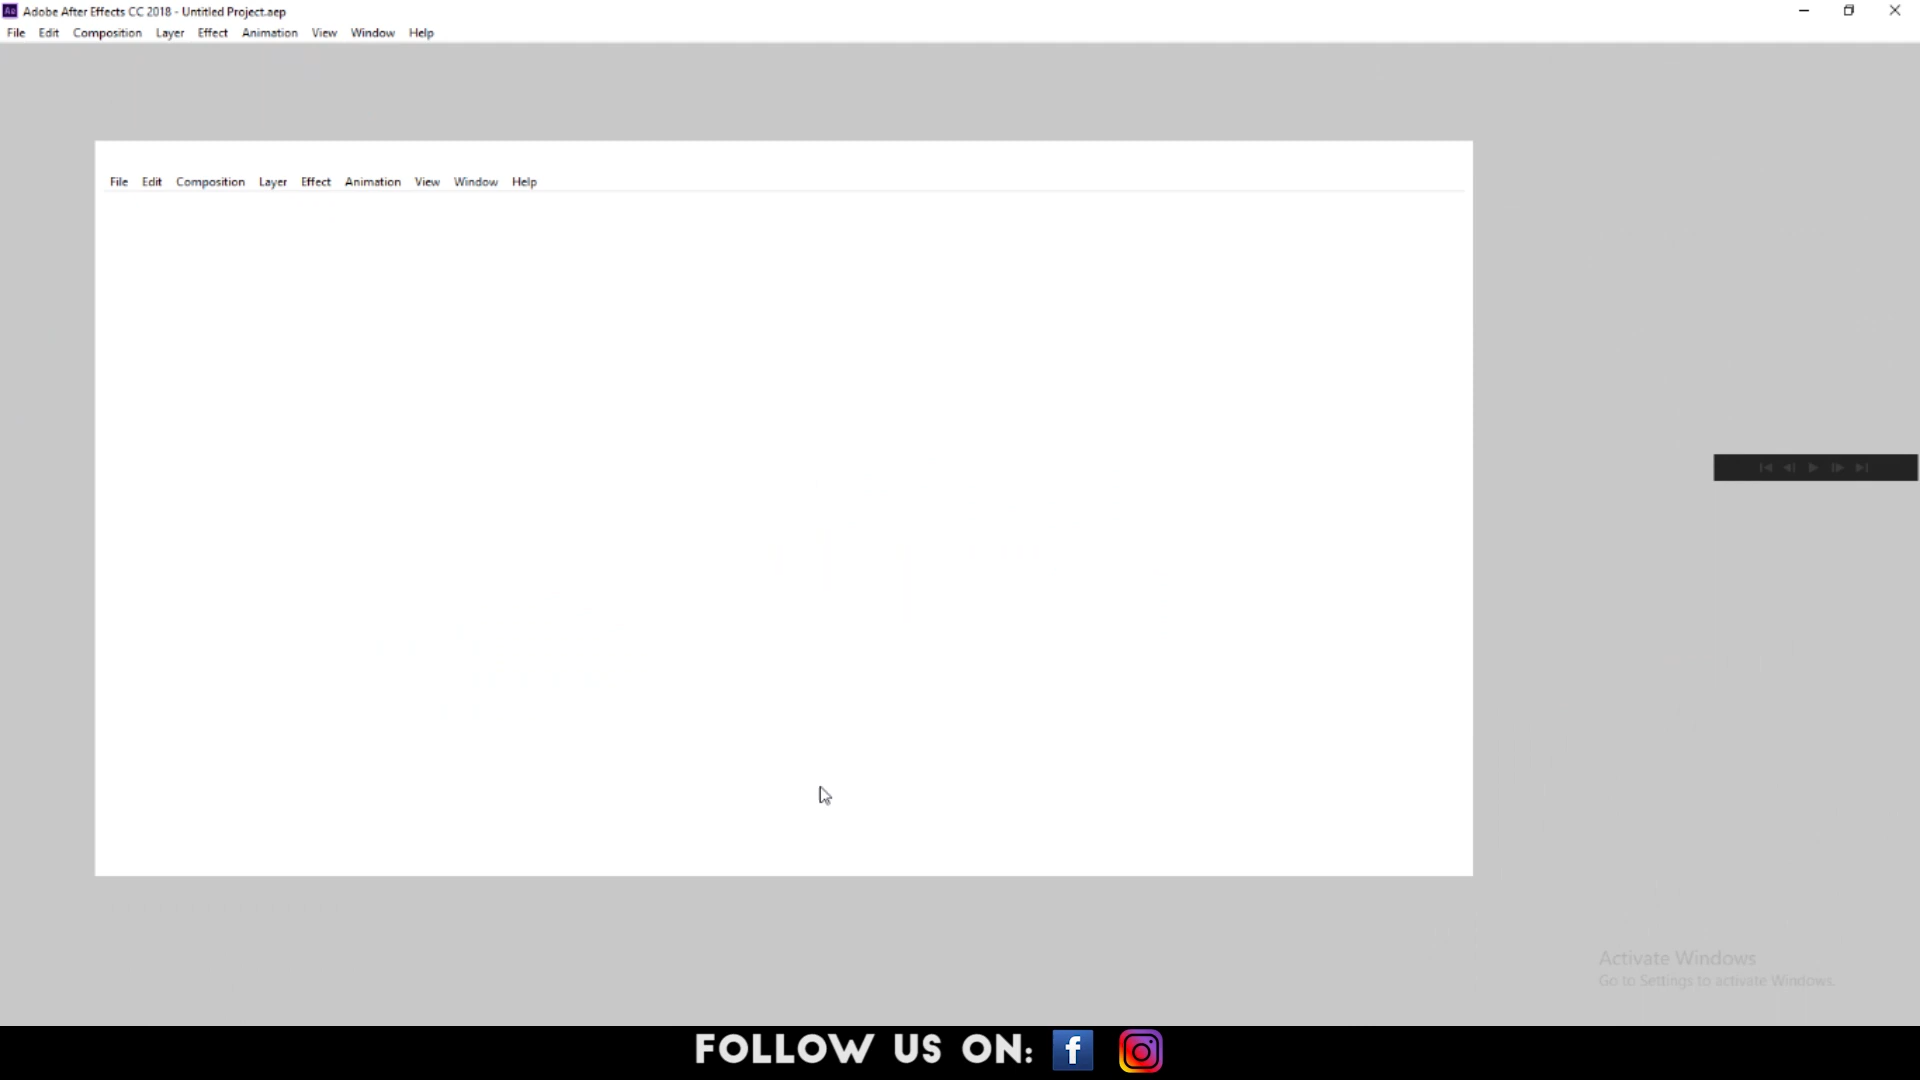 Ae Adobe After Effects CC 2018 - Untitled Project.aep
File Edit Composition Layer Effect Animation View Window Help
File Edit Composition Layer Effect Animation View Window Help
Activate Windows
Go to Settings to activate Windows.
FOLLOW US ON: f